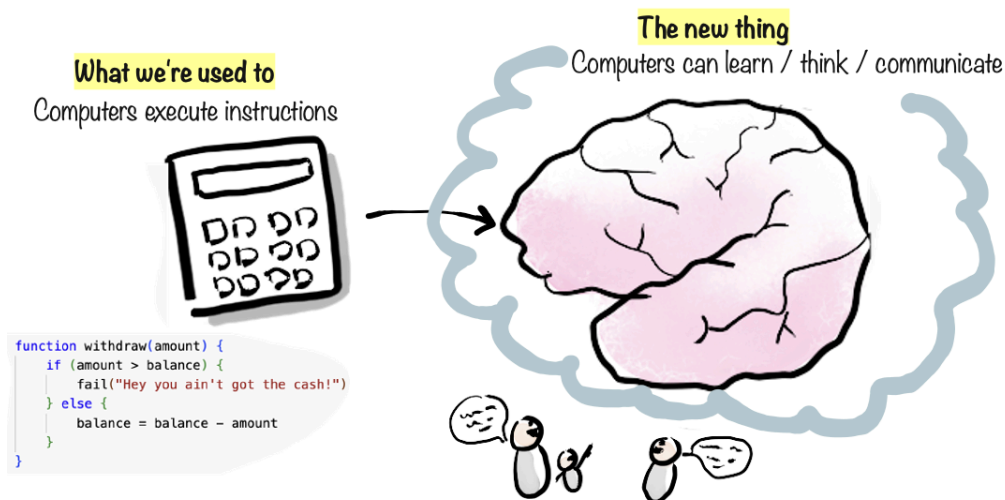 What we're used to
Computers execute instructions
function withdraw(amount) {
    if (amount > balance) {
        fail("Hey you ain't got the cash!")
    } else {
        balance = balance - amount
    }
}
The new thing
Computers can learn / think / communicate